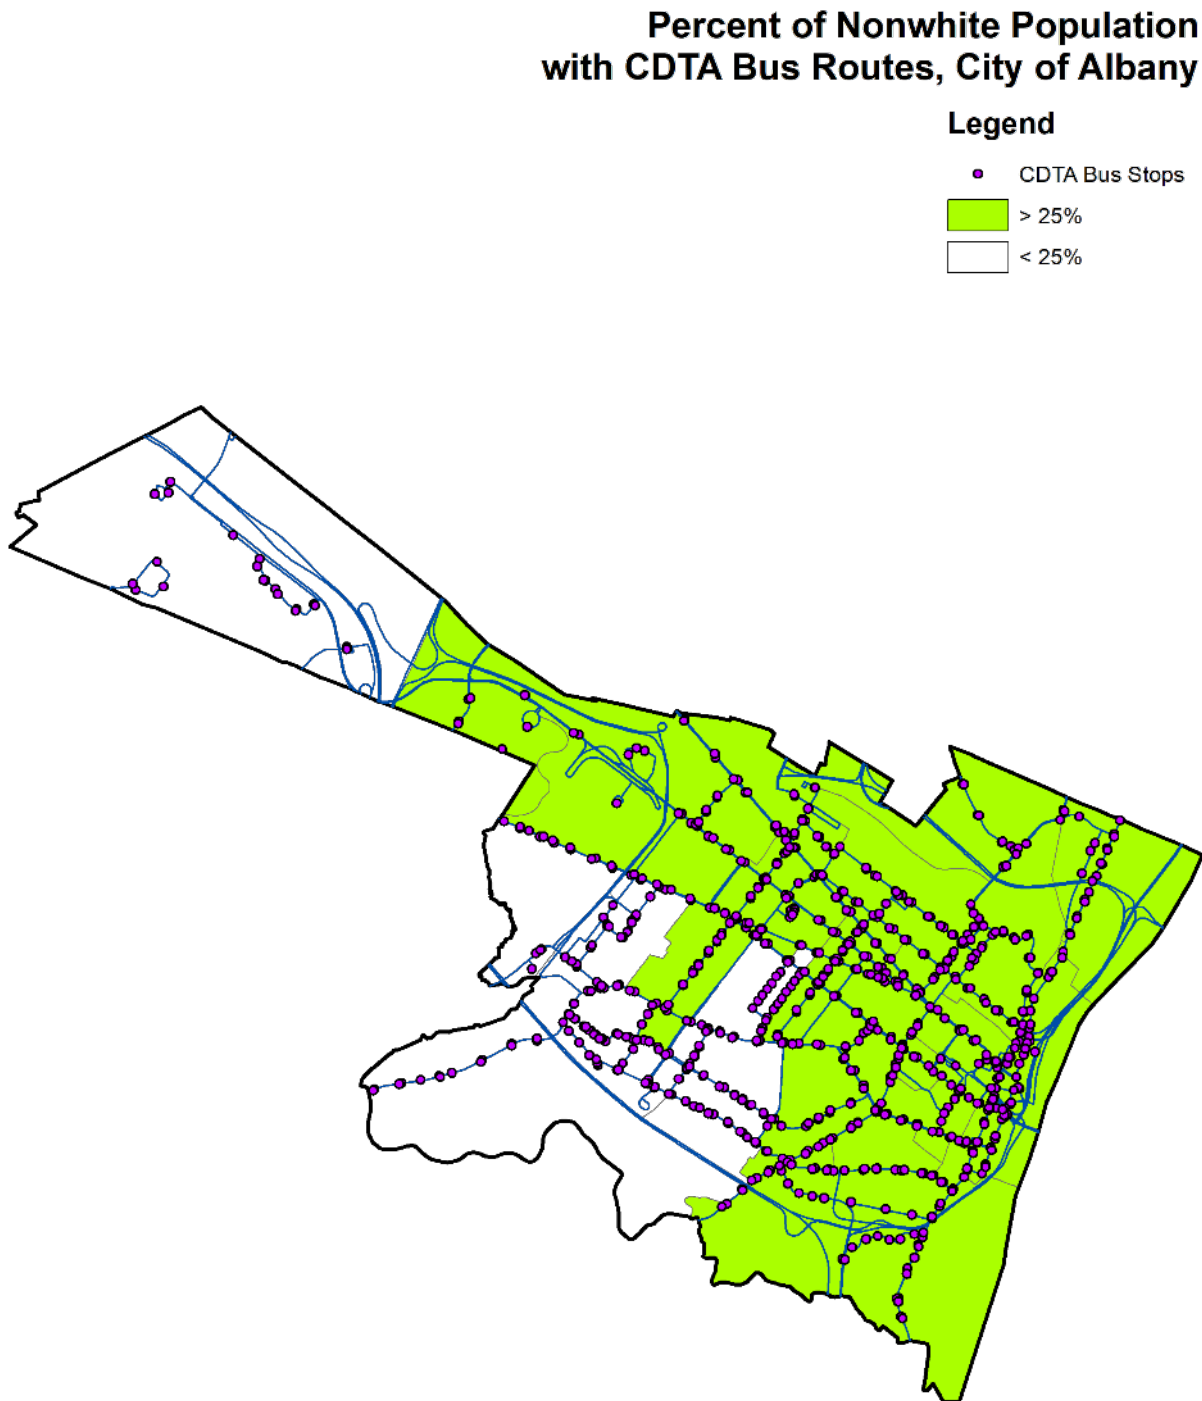 Percent of Nonwhite Population
with CDTA Bus Routes, City of Albany
Legend
CDTA Bus Stops
> 25%
< 25%